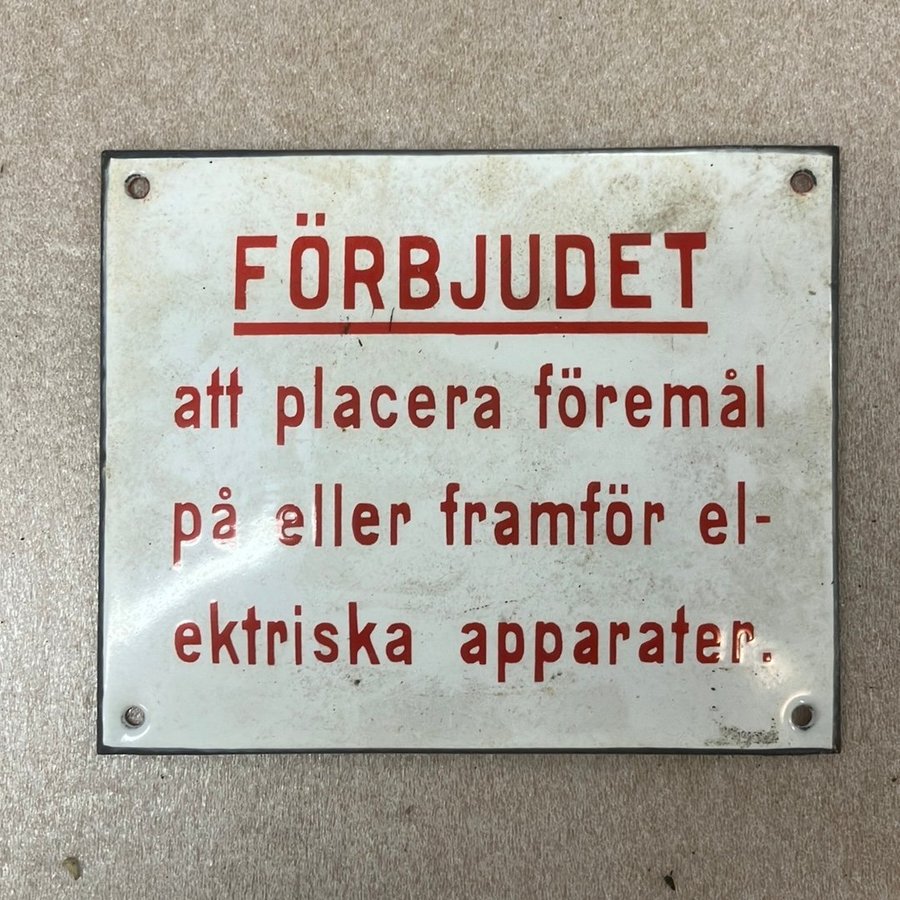 FÖRBJUDET
att placera föremål
på eller framför el-
ektriska apparater.